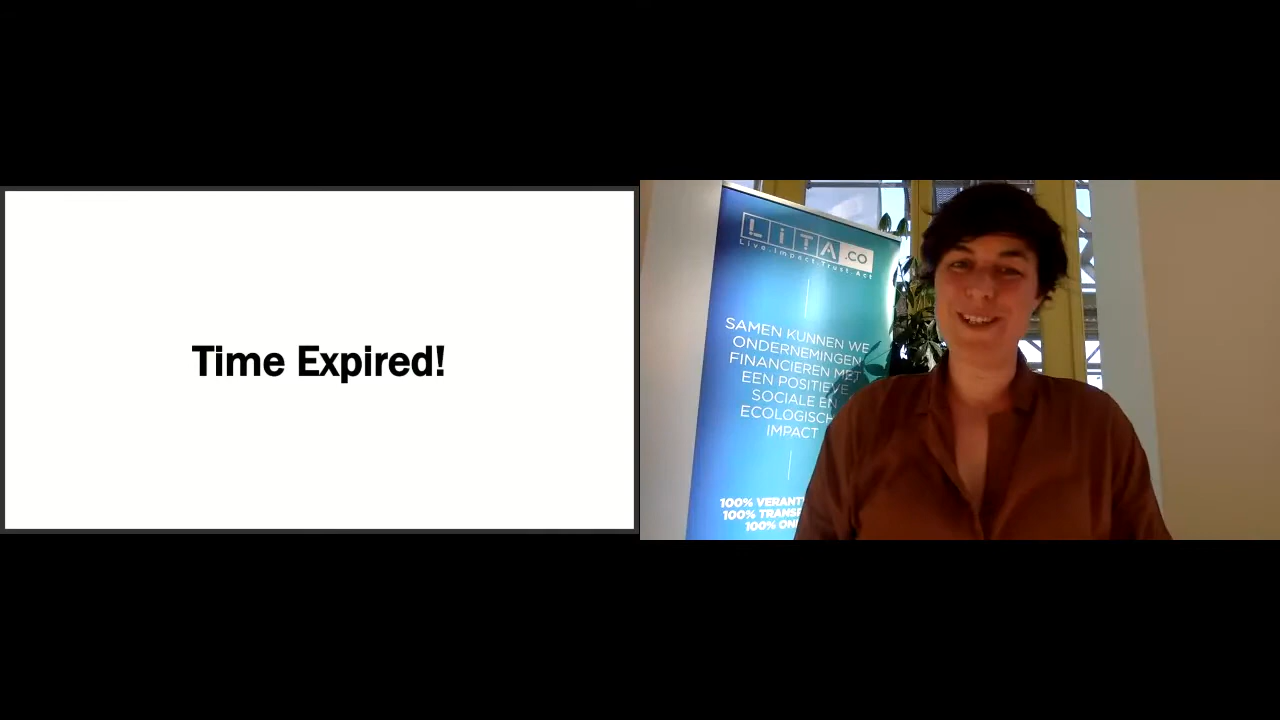 Time Expired!
LiTA.CO
Live.Impact.Trust.Act
SAMEN KUNNEN WE
ONDERNEMINGEN
FINANCIEREN MET
EEN POSITIEVE
SOCIALE EN
IMPACT
100%
100%
100%